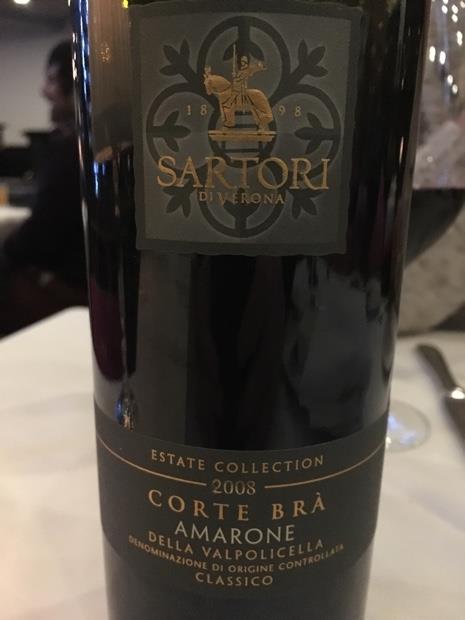 18 98
SARTORI
DI VERONA
ESTATE COLLECTION
2008
CORTE BRÀ
AMARONE
DELLA VALPOLICELLA
DENOMINAZIONE DI ORIGINE CONTROLLATA
CLASSICO